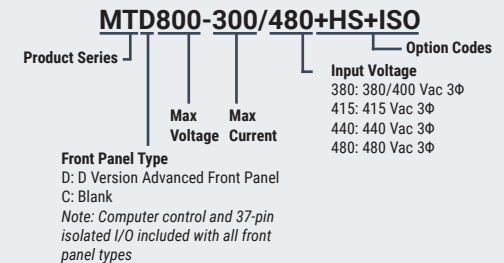 MTD800-300/480+HS+ISO
Product Series
Option Codes
Input Voltage
380: 380/400 Vac 3Φ
415: 415 Vac 3Φ
440: 440 Vac 3Φ
480: 480 Vac 3Φ
Max Voltage
Max Current
Front Panel Type
D: D Version Advanced Front Panel
C: Blank
Note: Computer control and 37-pin
isolated I/O included with all front
panel types